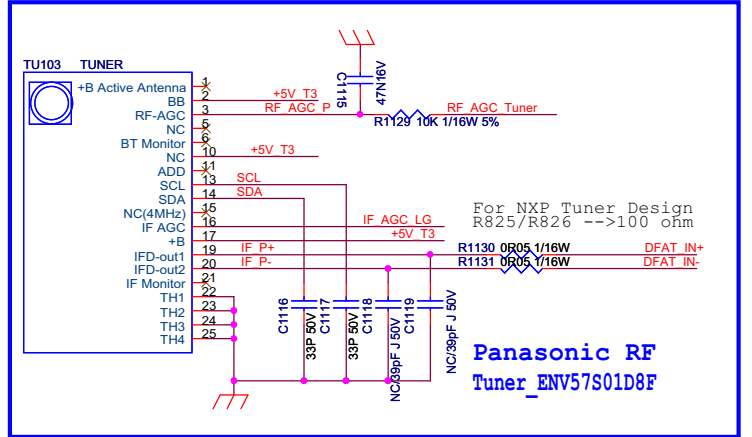 TU103 TUNER
+B Active Antenna 1
BB 2 +5V_T3
RF-AGC 3 RF_AGC_P
C1115
47N16V
R1129 10K 1/16W 5%
RF_AGC_Tuner
NC 5
BT Monitor 6
NC 10 +5V_T3
ADD 11
SCL 13 SCL
SDA 14 SDA
NC(4MHz) 15
IF AGC 16 IF_AGC_LG
+B 17 +5V_T3
IFD-out1 19 IF_P+
IFD-out2 20 IF_P-
IF Monitor 21
TH1 22
TH2 23
TH3 24
TH4 25
For NXP Tuner Design
R825/R826 -->100 ohm
R1130 0R05 1/16W DFAT_IN+
R1131 0R05 1/16W DFAT_IN-
C1116
33P 50V
C1117
33P 50V
C1118
NC/39pF J 50V
C1119
NC/39pF J 50V
Panasonic RF
Tuner_ENV57S01D8F